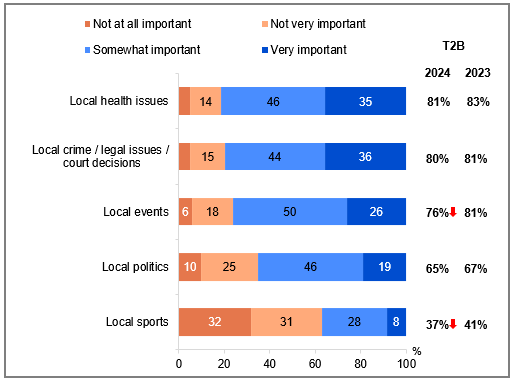 Not at all important Not very important
Somewhat important Very important
T2B
2024 2023
Local health issues 14 46 35 81% 83%
Local crime / legal issues /
court decisions 15 44 36 80% 81%
Local events 6 18 50 26 76% 81%
Local politics 10 25 46 19 65% 67%
Local sports 32 31 28 8 37% 41%
%
0 20 40 60 80 100